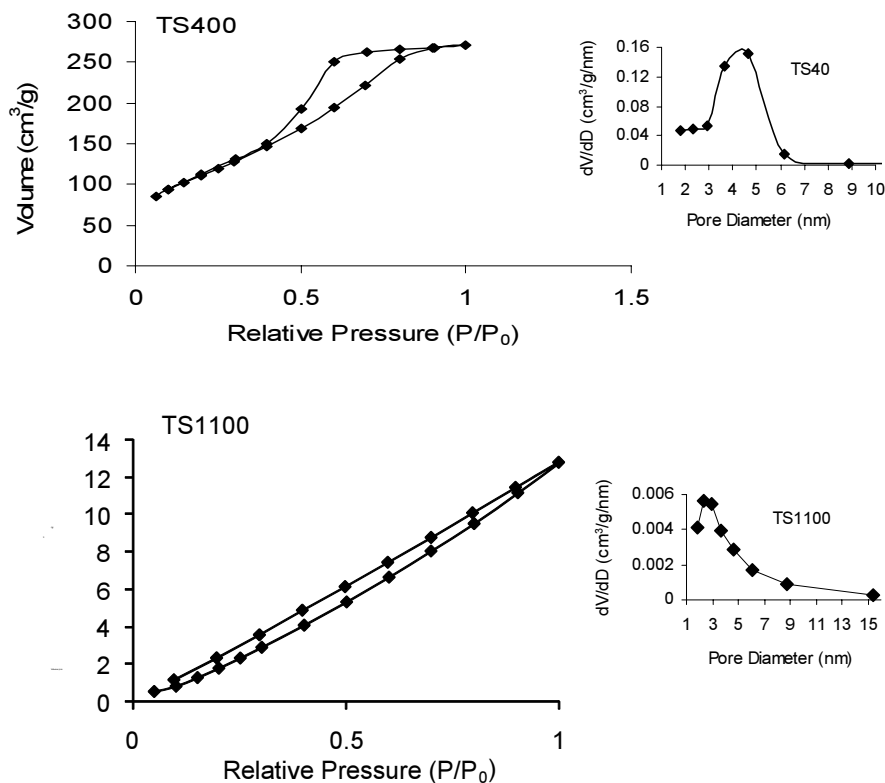 TS400
300
250
200
150
100
50
0
Volume (cm³/g)
0 0.5 1 1.5
Relative Pressure (P/P₀)
0.16
0.12
0.08
0.04
0
dV/dD (cm³/g/nm)
TS40
1 2 3 4 5 6 7 8 9 10
Pore Diameter (nm)
TS1100
14
12
10
8
6
4
2
0
0 0.5 1
Relative Pressure (P/P₀)
0.006
0.004
0.002
0
dV/dD (cm³/g/nm)
TS1100
1 3 5 7 9 11 13 15
Pore Diameter (nm)